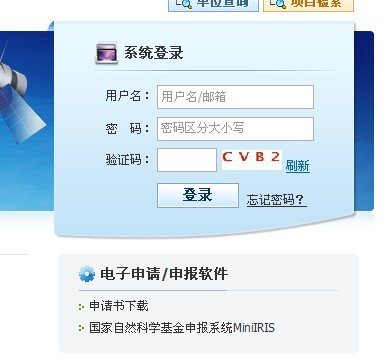 单位查询 项目检索
系统登录
用户名： 用户名/邮箱
密 码： 密码区分大小写
验证码： CVB2 刷新
登录 忘记密码？
电子申请/申报软件
申请书下载
国家自然科学基金申报系统MiniIRIS